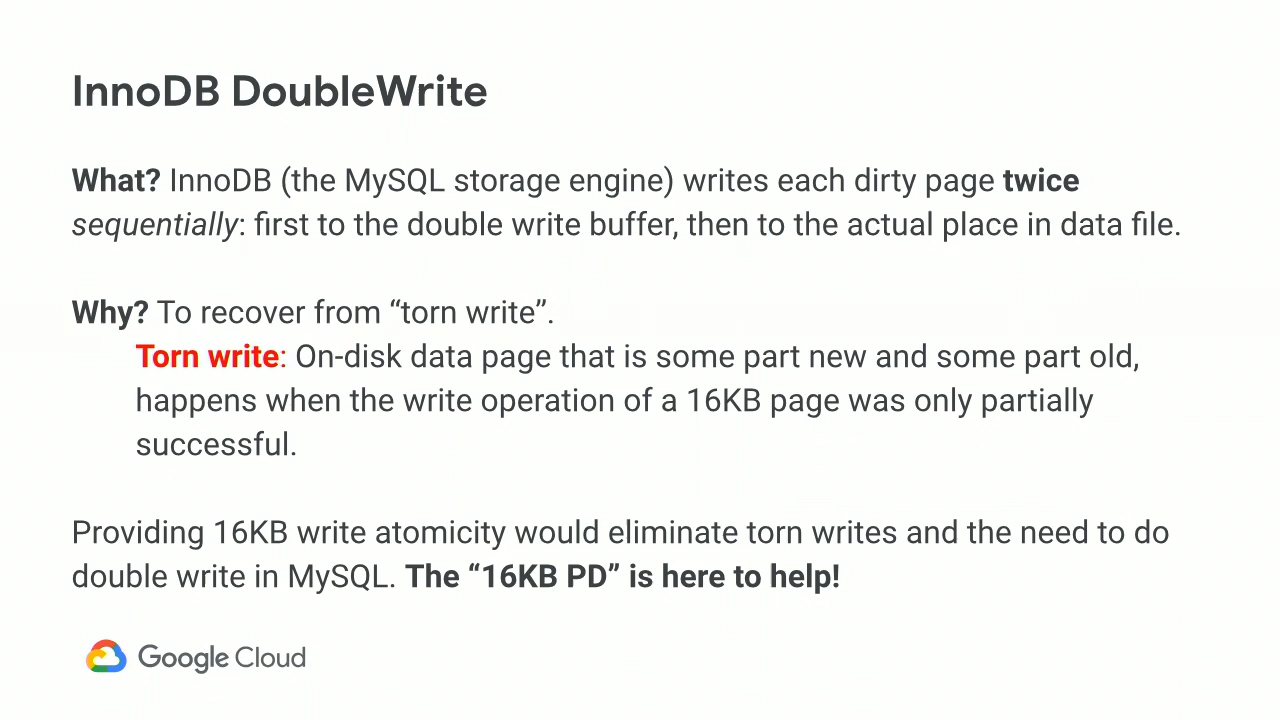 InnoDB DoubleWrite
What? InnoDB (the MySQL storage engine) writes each dirty page twice
sequentially: first to the double write buffer, then to the actual place in data file.
Why? To recover from “torn write”.
Torn write: On-disk data page that is some part new and some part old,
happens when the write operation of a 16KB page was only partially
successful.
Providing 16KB write atomicity would eliminate torn writes and the need to do
double write in MySQL. The “16KB PD” is here to help!
Google Cloud